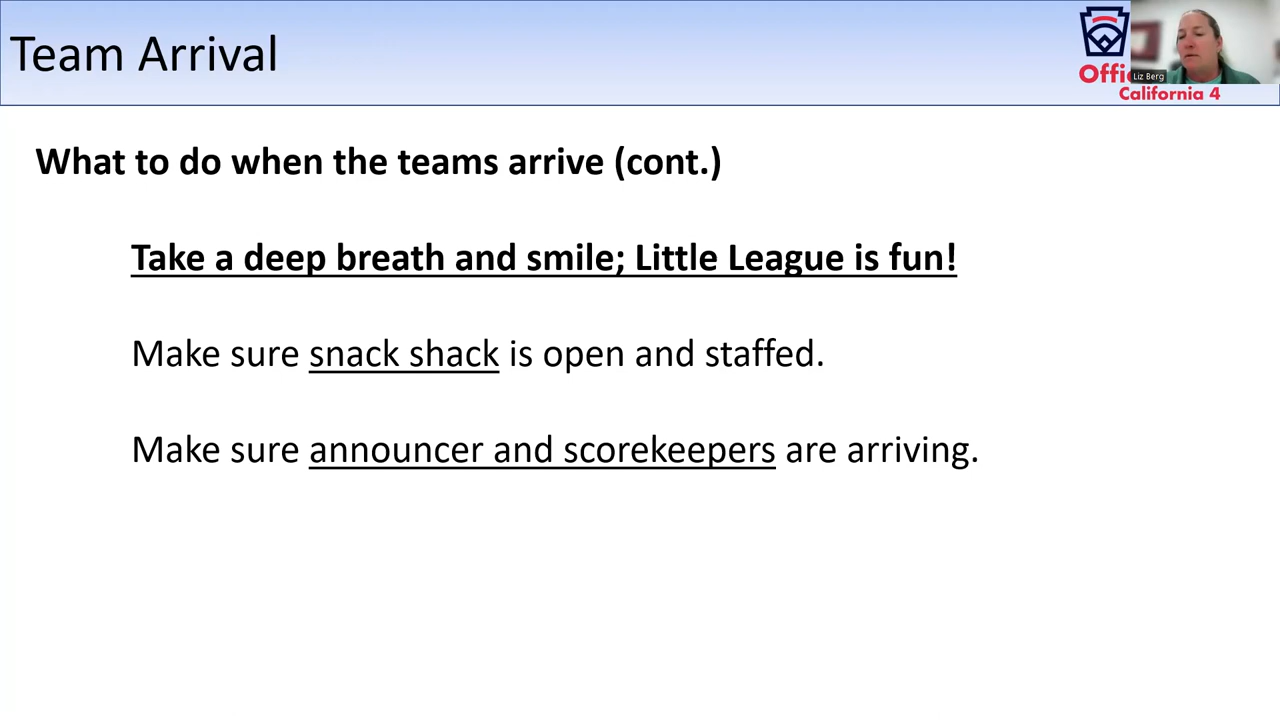 Team Arrival
Offi
Liz Berg
California 4
What to do when the teams arrive (cont.)
Take a deep breath and smile; Little League is fun!
Make sure snack shack is open and staffed.
Make sure announcer and scorekeepers are arriving.